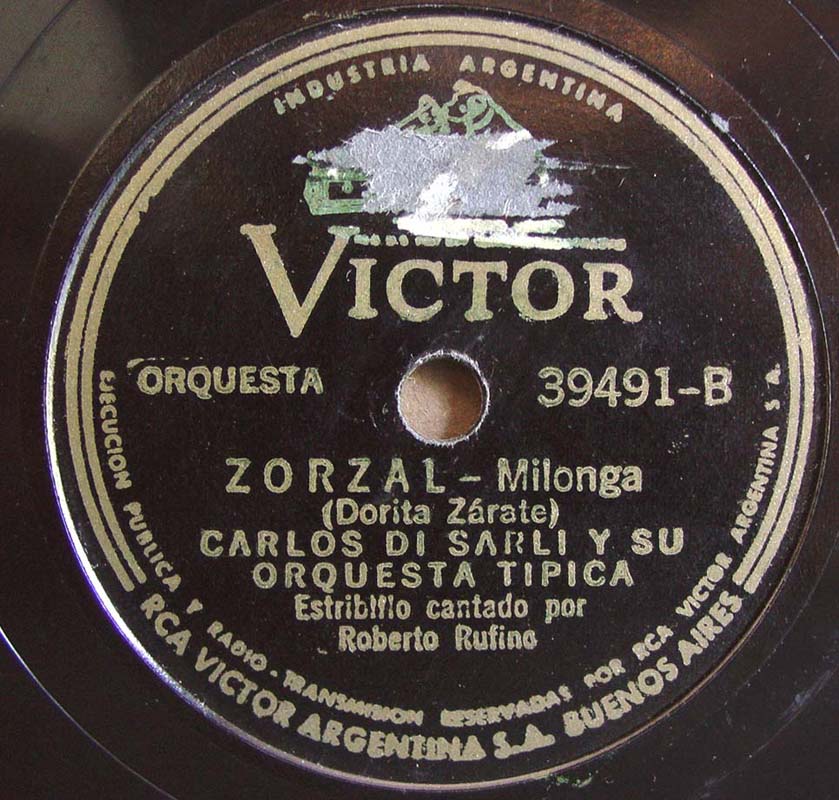 INDUSTRIA ARGENTINA
VICTOR
ORQUESTA
39491-B
ZORZAL - Milonga
(Dorita Zárate)
CARLOS DI SARLI Y SU
ORQUESTA TIPICA
Estribillo cantado por
Roberto Rufino
EJECUCION PUBLICA Y RADIO-TRANSMISION RESERVADAS POR RCA VICTOR ARGENTINA S.A.
RCA VICTOR ARGENTINA S.A. BUENOS AIRES